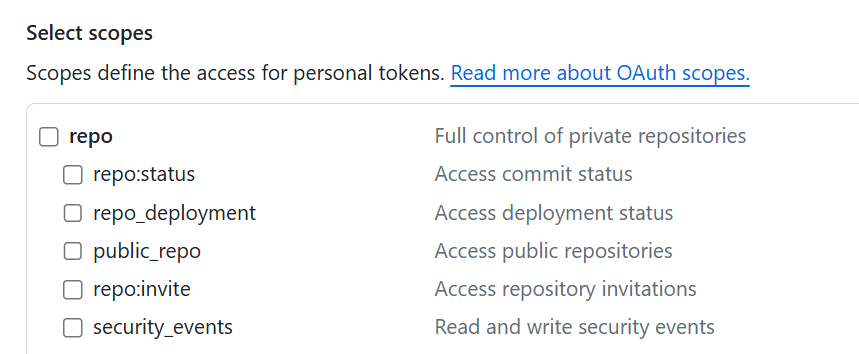 Select scopes
Scopes define the access for personal tokens. Read more about OAuth scopes.
repo Full control of private repositories
repo:status Access commit status
repo_deployment Access deployment status
public_repo Access public repositories
repo:invite Access repository invitations
security_events Read and write security events